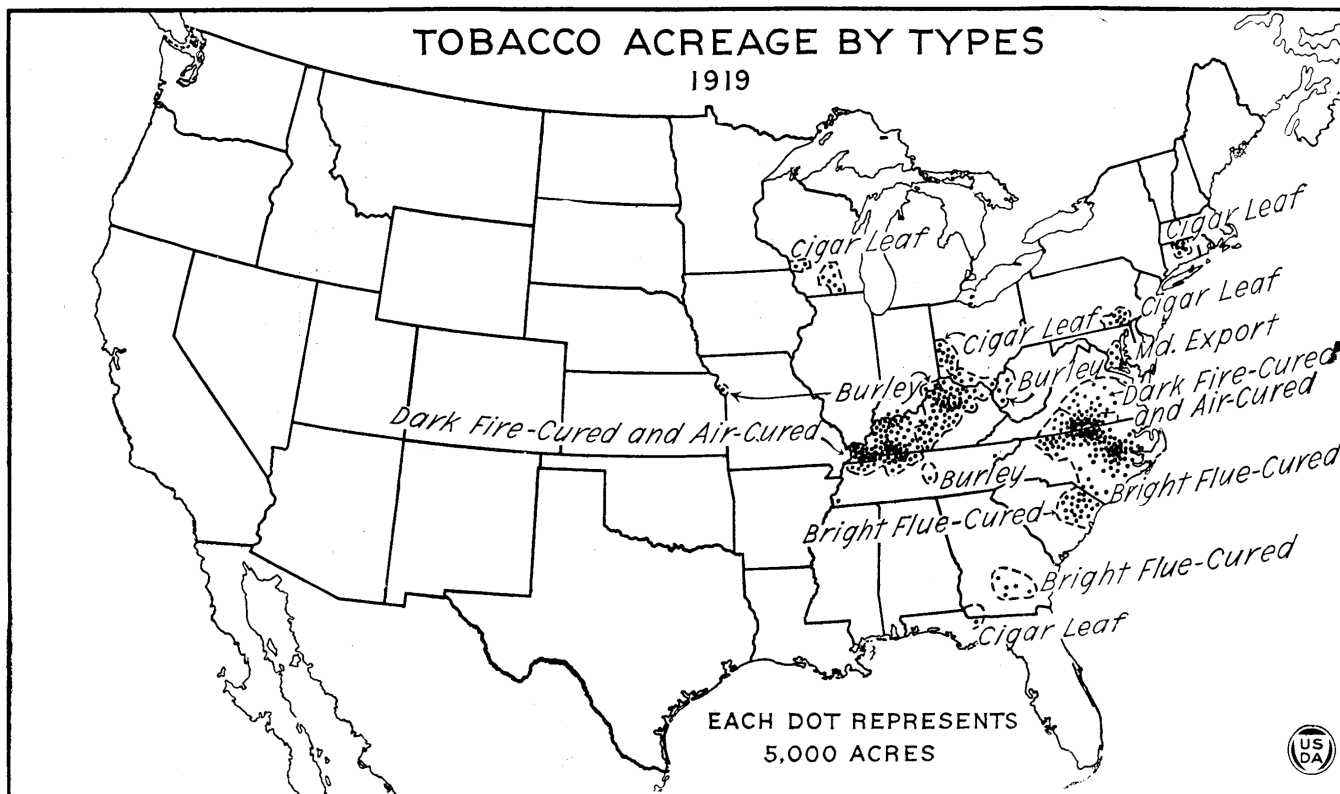 TOBACCO ACREAGE BY TYPES
1919
Cigar Leaf
Cigar Leaf
Cigar Leaf
Cigar Leaf
Md. Export
Burley
Burley
Dark Fire-Cured
and Air-Cured
Dark Fire-Cured and Air-Cured
Burley
Bright Flue-Cured
Bright Flue-Cured
Bright Flue-Cured
Cigar Leaf
EACH DOT REPRESENTS
5,000 ACRES
US
DA